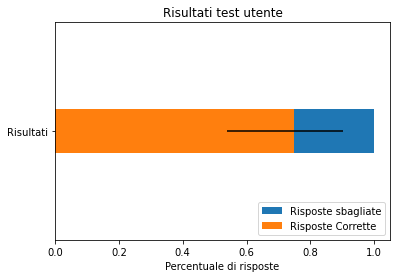 Risultati test utente
Risultati
Risposte sbagliate
Risposte Corrette
0.0 0.2 0.4 0.6 0.8 1.0
Percentuale di risposte